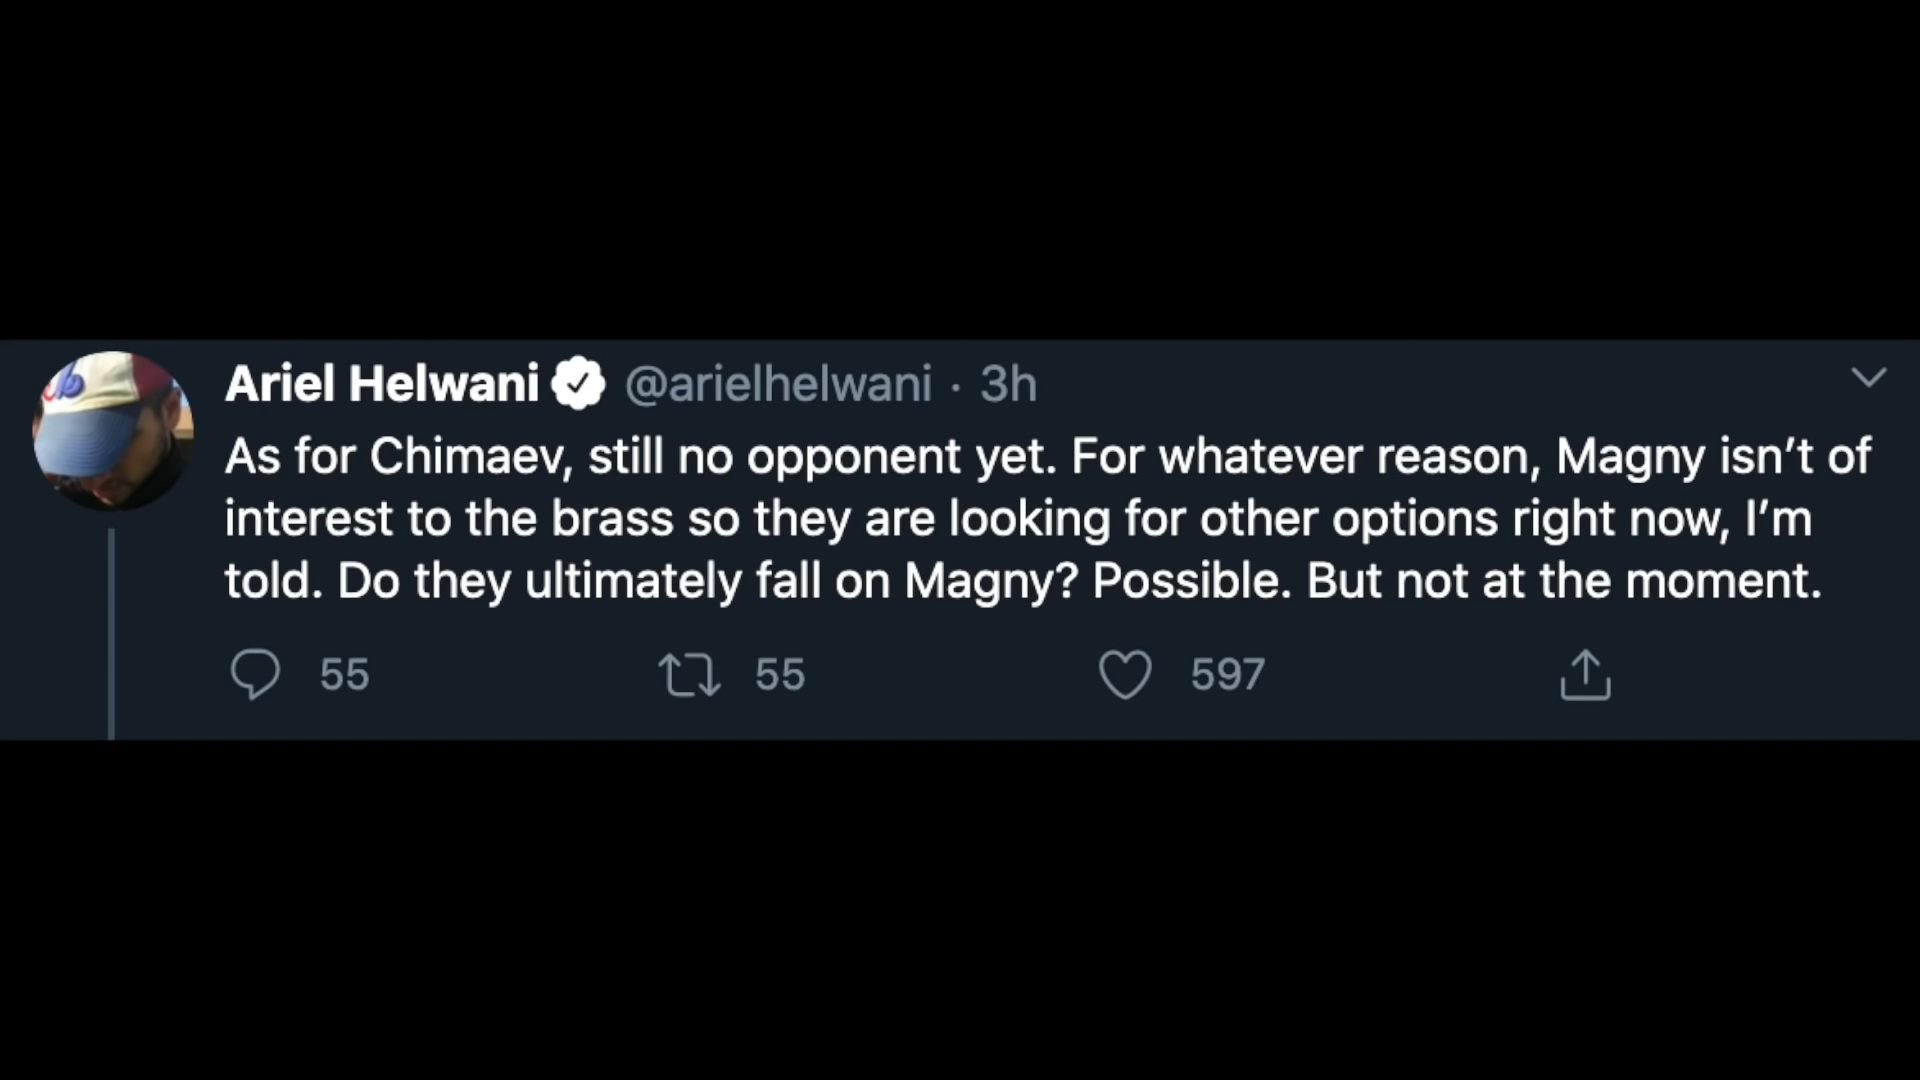 Ariel Helwani @arielhelwani · 3h
As for Chimaev, still no opponent yet. For whatever reason, Magny isn’t of
interest to the brass so they are looking for other options right now, I’m
told. Do they ultimately fall on Magny? Possible. But not at the moment.
55 55 597